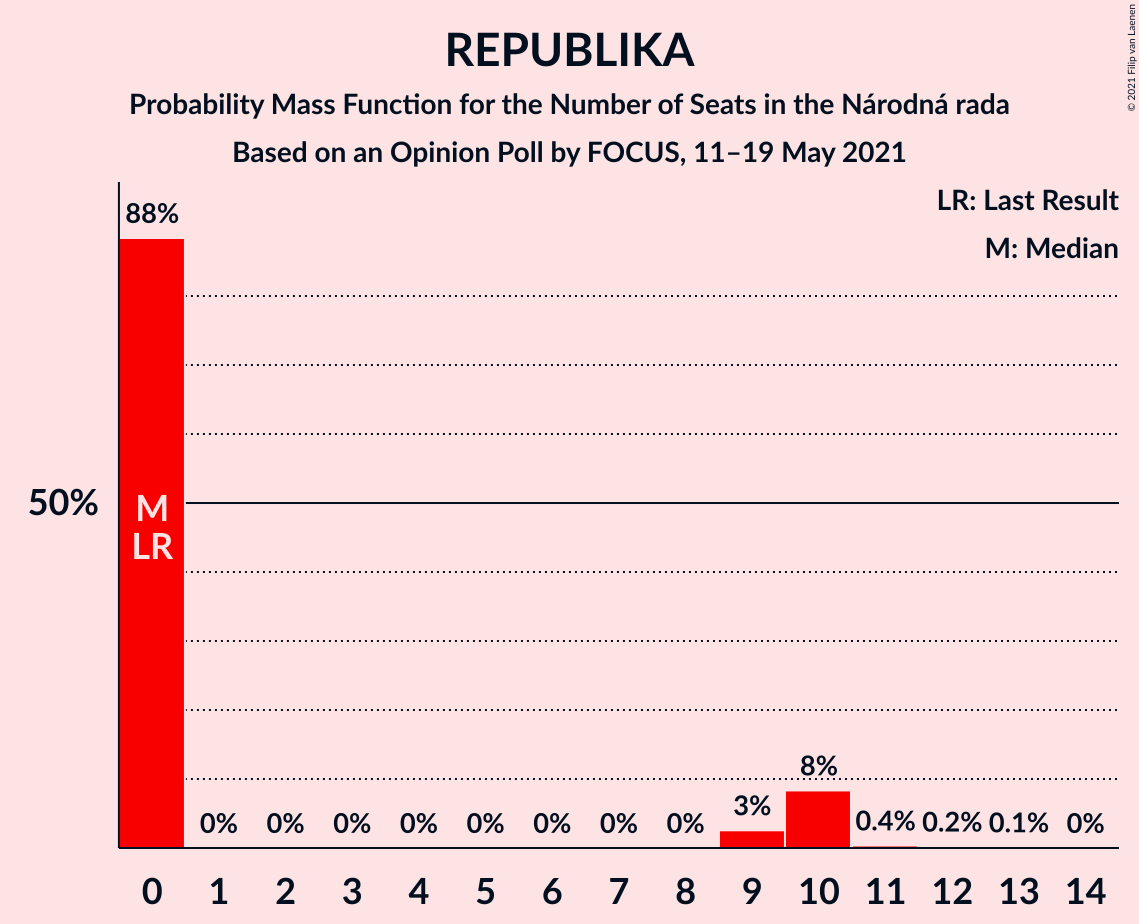 REPUBLIKA
Probability Mass Function for the Number of Seats in the Národná rada
Based on an Opinion Poll by FOCUS, 11–19 May 2021
© 2021 Filip van Laenen
LR: Last Result
M: Median
88%
50%
M
LR
0% 0% 0% 0% 0% 0% 0% 0% 3% 8% 0.4% 0.2% 0.1% 0%
0 1 2 3 4 5 6 7 8 9 10 11 12 13 14